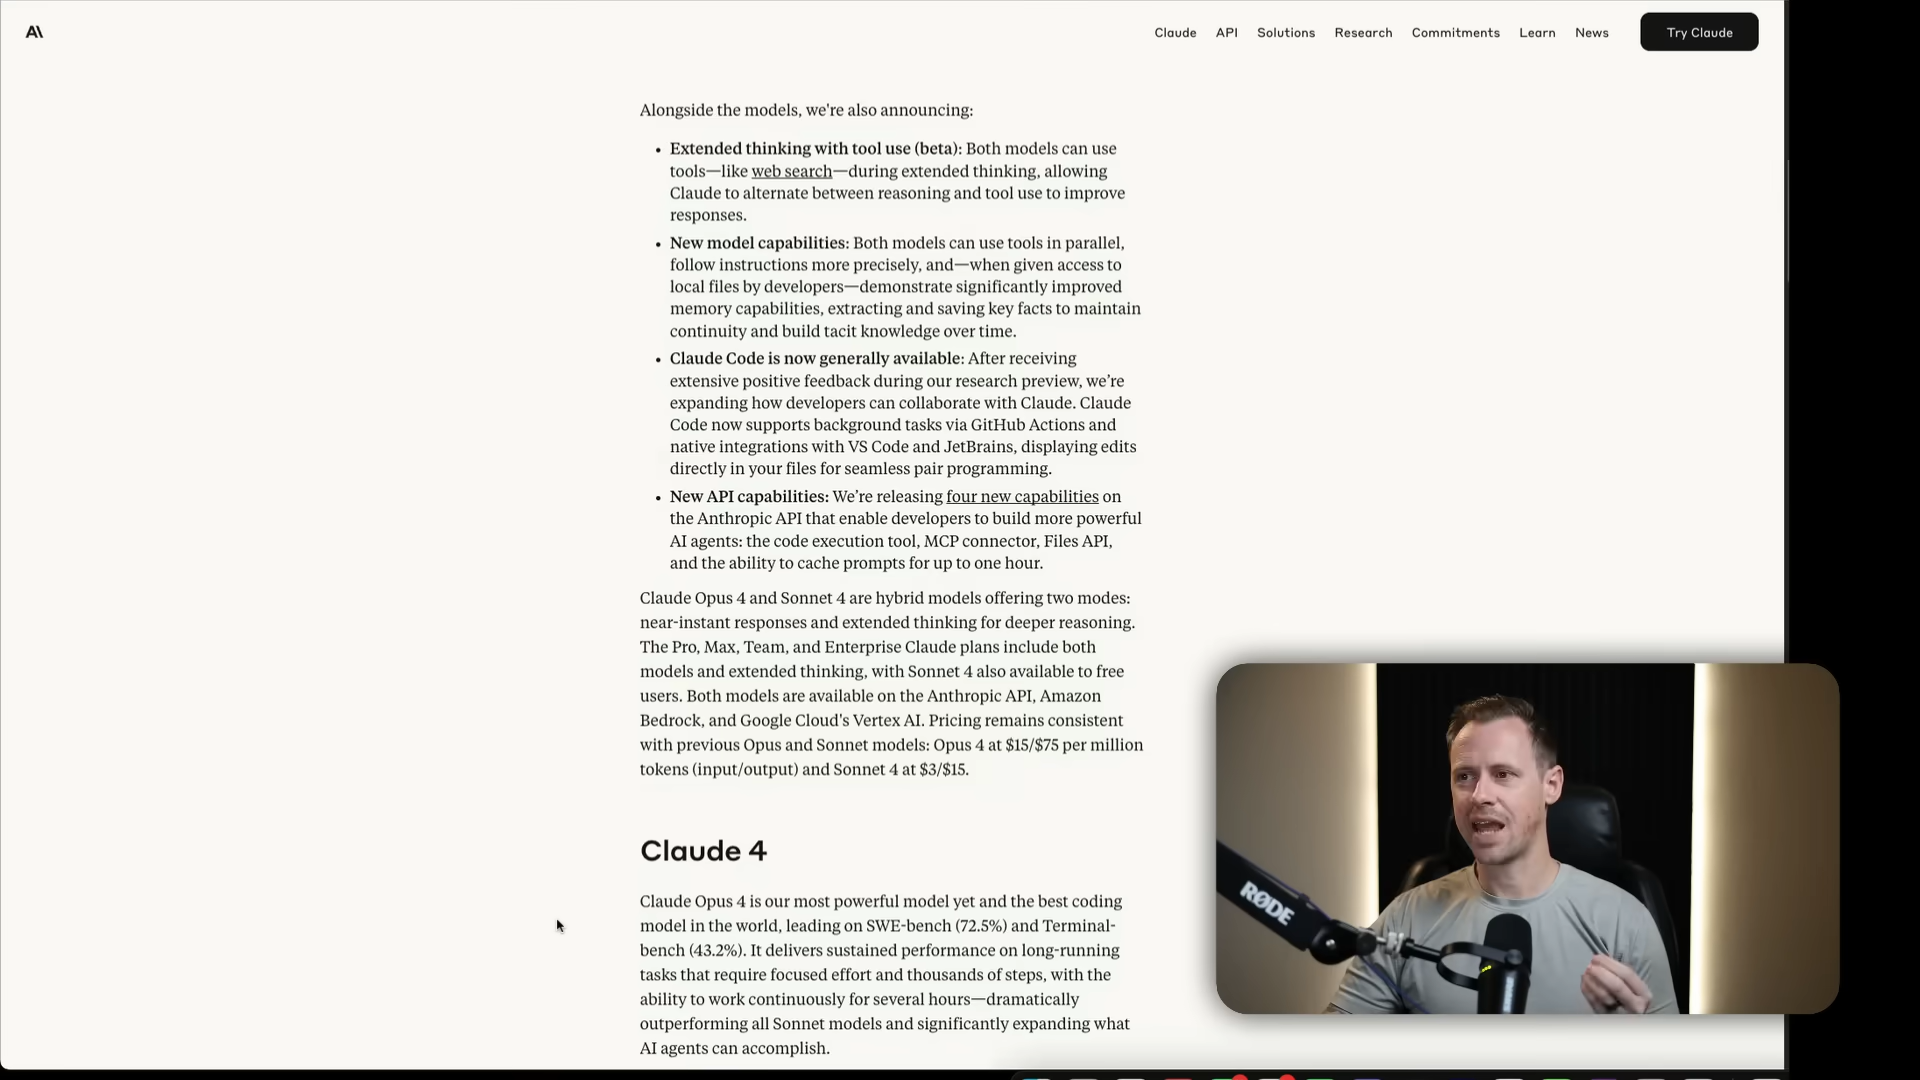 A\
Claude API Solutions Research Commitments Learn News Try Claude
Alongside the models, we're also announcing:
• Extended thinking with tool use (beta): Both models can use
tools—like web search—during extended thinking, allowing
Claude to alternate between reasoning and tool use to improve
responses.
• New model capabilities: Both models can use tools in parallel,
follow instructions more precisely, and—when given access to
local files by developers—demonstrate significantly improved
memory capabilities, extracting and saving key facts to maintain
continuity and build tacit knowledge over time.
• Claude Code is now generally available: After receiving
extensive positive feedback during our research preview, we’re
expanding how developers can collaborate with Claude. Claude
Code now supports background tasks via GitHub Actions and
native integrations with VS Code and JetBrains, displaying edits
directly in your files for seamless pair programming.
• New API capabilities: We’re releasing four new capabilities on
the Anthropic API that enable developers to build more powerful
AI agents: the code execution tool, MCP connector, Files API,
and the ability to cache prompts for up to one hour.
Claude Opus 4 and Sonnet 4 are hybrid models offering two modes:
near-instant responses and extended thinking for deeper reasoning.
The Pro, Max, Team, and Enterprise Claude plans include both
models and extended thinking, with Sonnet 4 also available to free
users. Both models are available on the Anthropic API, Amazon
Bedrock, and Google Cloud's Vertex AI. Pricing remains consistent
with previous Opus and Sonnet models: Opus 4 at $15/$75 per million
tokens (input/output) and Sonnet 4 at $3/$15.
Claude 4
Claude Opus 4 is our most powerful model yet and the best coding
model in the world, leading on SWE-bench (72.5%) and Terminal-
bench (43.2%). It delivers sustained performance on long-running
tasks that require focused effort and thousands of steps, with the
ability to work continuously for several hours—dramatically
outperforming all Sonnet models and significantly expanding what
AI agents can accomplish.
RØDE